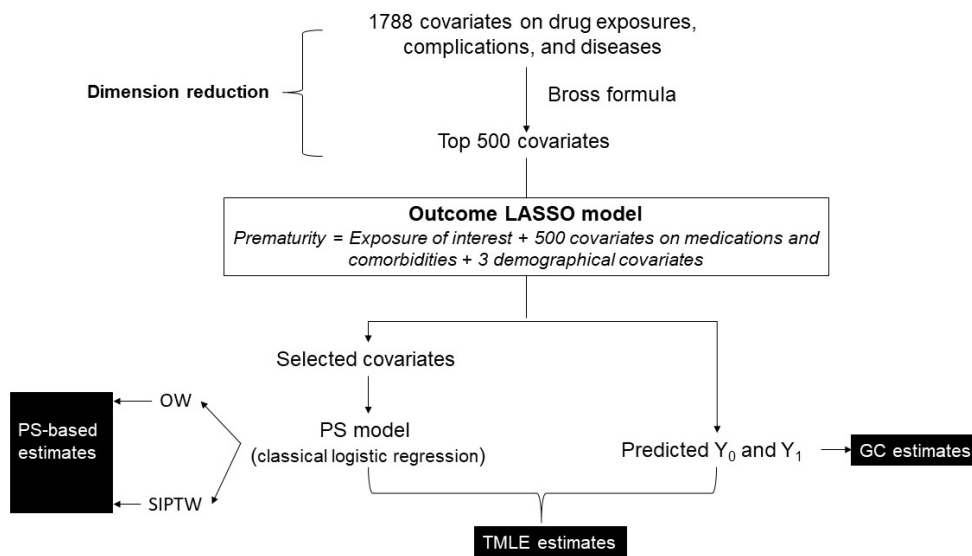 1788 covariates on drug exposures,
complications, and diseases
Dimension reduction
Bross formula
Top 500 covariates
Outcome LASSO model
Prematurity = Exposure of interest + 500 covariates on medications and
comorbidities + 3 demographical covariates
Selected covariates
OW
PS-based
estimates
PS model
(classical logistic regression)
Predicted Y₀ and Y₁
GC estimates
SIPTW
TMLE estimates